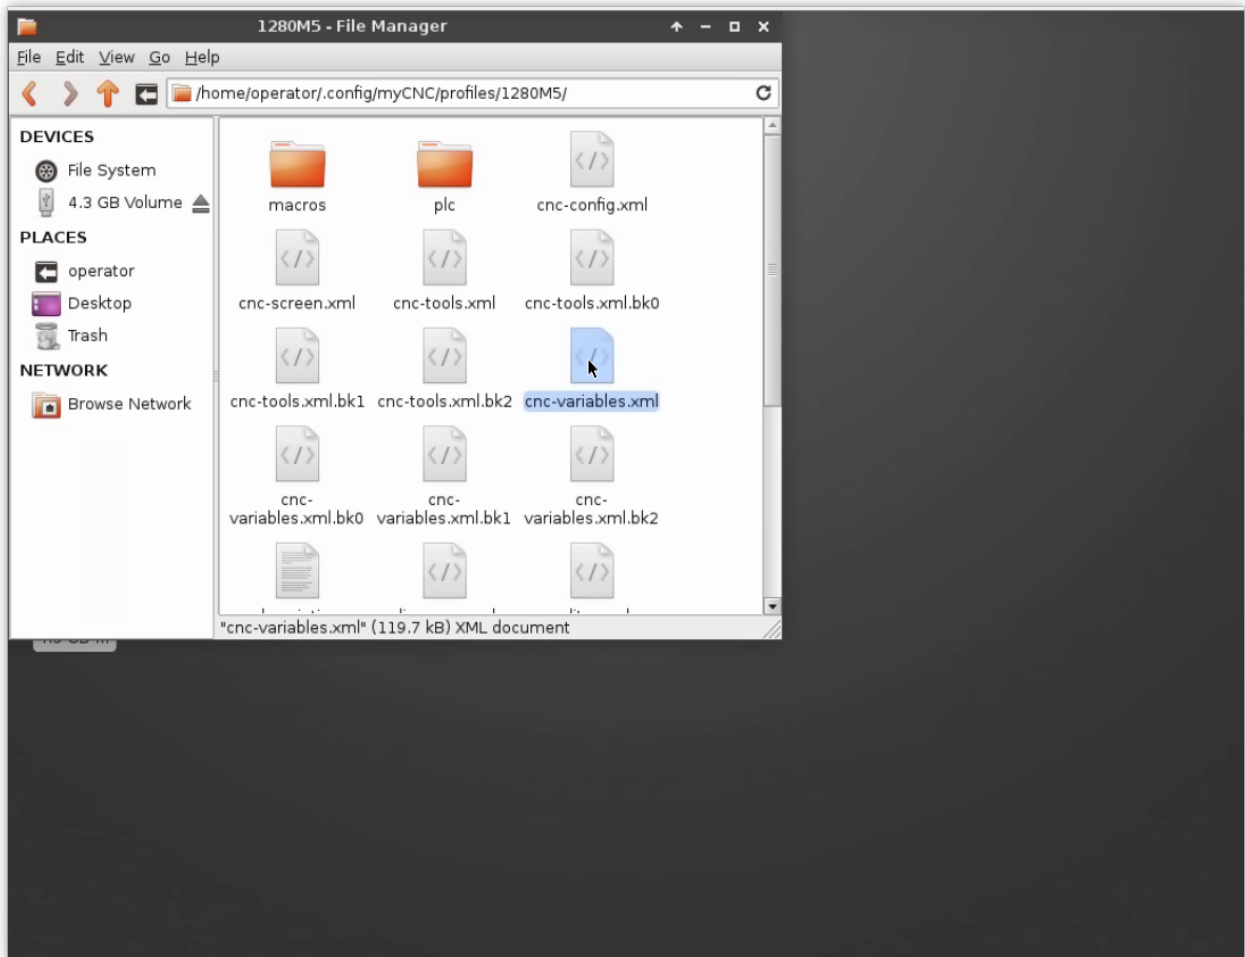 1280M5 - File Manager
File Edit View Go Help
/home/operator/.config/myCNC/profiles/1280M5/
DEVICES
File System
4.3 GB Volume
PLACES
operator
Desktop
Trash
NETWORK
Browse Network
macros plc cnc-config.xml
cnc-screen.xml cnc-tools.xml cnc-tools.xml.bk0
cnc-tools.xml.bk1 cnc-tools.xml.bk2 cnc-variables.xml
cnc- cnc- cnc-
variables.xml.bk0 variables.xml.bk1 variables.xml.bk2
"cnc-variables.xml" (119.7 kB) XML document